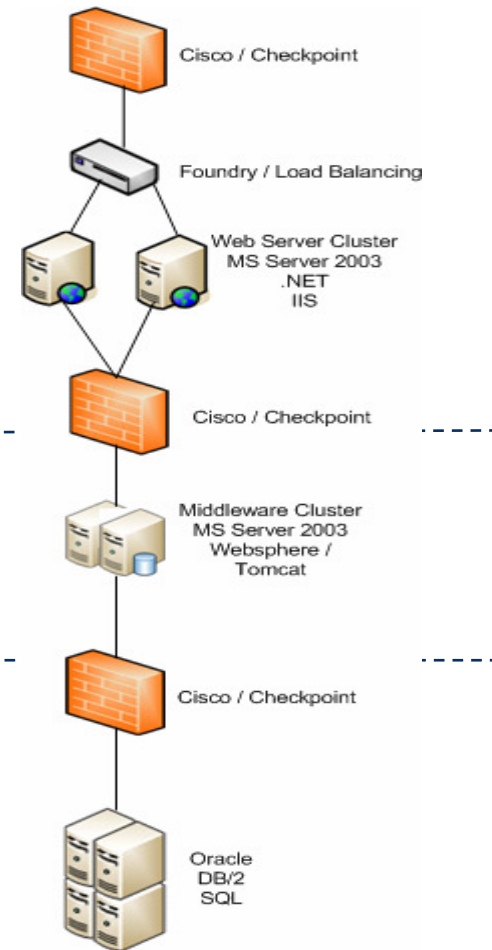 Cisco / Checkpoint
Foundry / Load Balancing
Web Server Cluster
MS Server 2003
.NET
IIS
Cisco / Checkpoint
Middleware Cluster
MS Server 2003
Websphere /
Tomcat
Cisco / Checkpoint
Oracle
DB/2
SQL